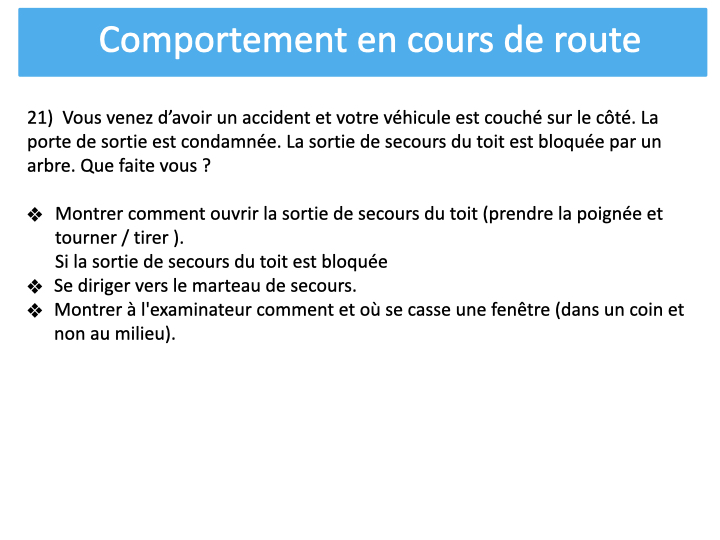 Comportement en cours de route
21)  Vous venez d’avoir un accident et votre véhicule est couché sur le côté. La
porte de sortie est condamnée. La sortie de secours du toit est bloquée par un
arbre. Que faite vous ?
❖ Montrer comment ouvrir la sortie de secours du toit (prendre la poignée et
tourner / tirer ).
Si la sortie de secours du toit est bloquée
❖ Se diriger vers le marteau de secours.
❖ Montrer à l'examinateur comment et où se casse une fenêtre (dans un coin et
non au milieu).